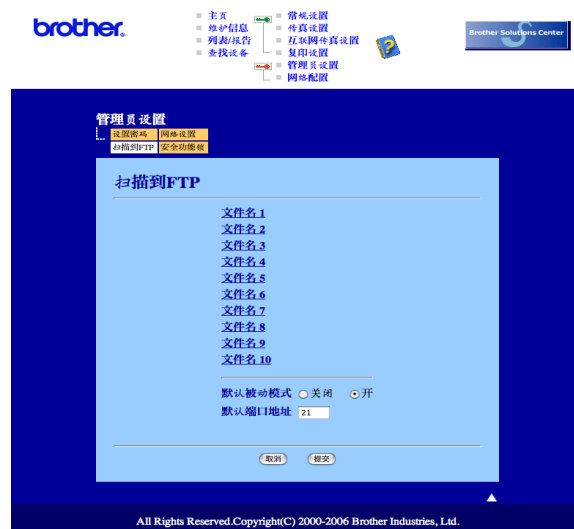 brother.
主页
维护信息
列表/报告
查找设备
常规设置
传真设置
互联网传真设置
复印设置
管理员设置
网络配置
Brother Solutions Center
管理员设置
设置密码 网络设置
扫描到FTP 安全功能锁
扫描到FTP
文件名 1
文件名 2
文件名 3
文件名 4
文件名 5
文件名 6
文件名 7
文件名 8
文件名 9
文件名 10
默认被动模式 关闭 开
默认端口地址 21
取消 提交
All Rights Reserved.Copyright(C) 2000-2006 Brother Industries, Ltd.